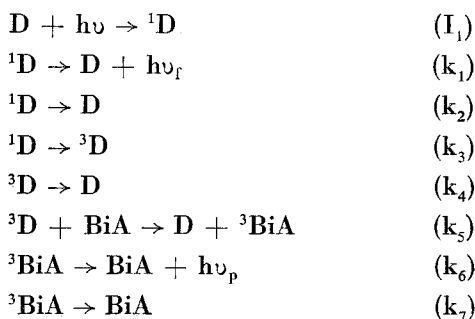 D + hυ → ¹D (I₁)
¹D → D + hυ_f (k₁)
¹D → D (k₂)
¹D → ³D (k₃)
³D → D (k₄)
³D + BiA → D + ³BiA (k₅)
³BiA → BiA + hυₚ (k₆)
³BiA → BiA (k₇)